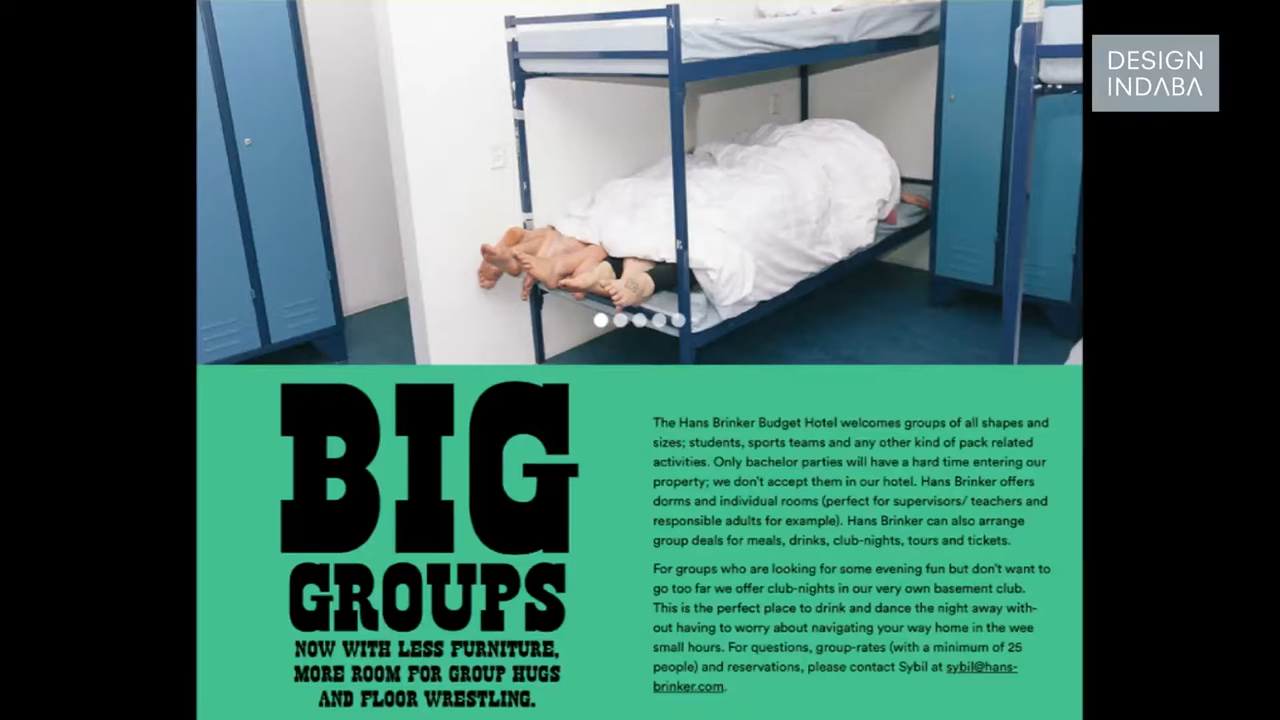 DESIGN
INDABA
BIG
GROUPS
NOW WITH LESS FURNITURE,
MORE ROOM FOR GROUP HUGS
AND FLOOR WRESTLING.
The Hans Brinker Budget Hotel welcomes groups of all shapes and
sizes; students, sports teams and any other kind of pack related
activities. Only bachelor parties will have a hard time entering our
property; we don't accept them in our hotel. Hans Brinker offers
dorms and individual rooms (perfect for supervisors/ teachers and
responsible adults for example). Hans Brinker can also arrange
group deals for meals, drinks, club-nights, tours and tickets.
For groups who are looking for some evening fun but don't want to
go too far we offer club-nights in our very own basement club.
This is the perfect place to drink and dance the night away with-
out having to worry about navigating your way home in the wee
small hours. For questions, group-rates (with a minimum of 25
people) and reservations, please contact Sybil at sybil@hans-
brinker.com.